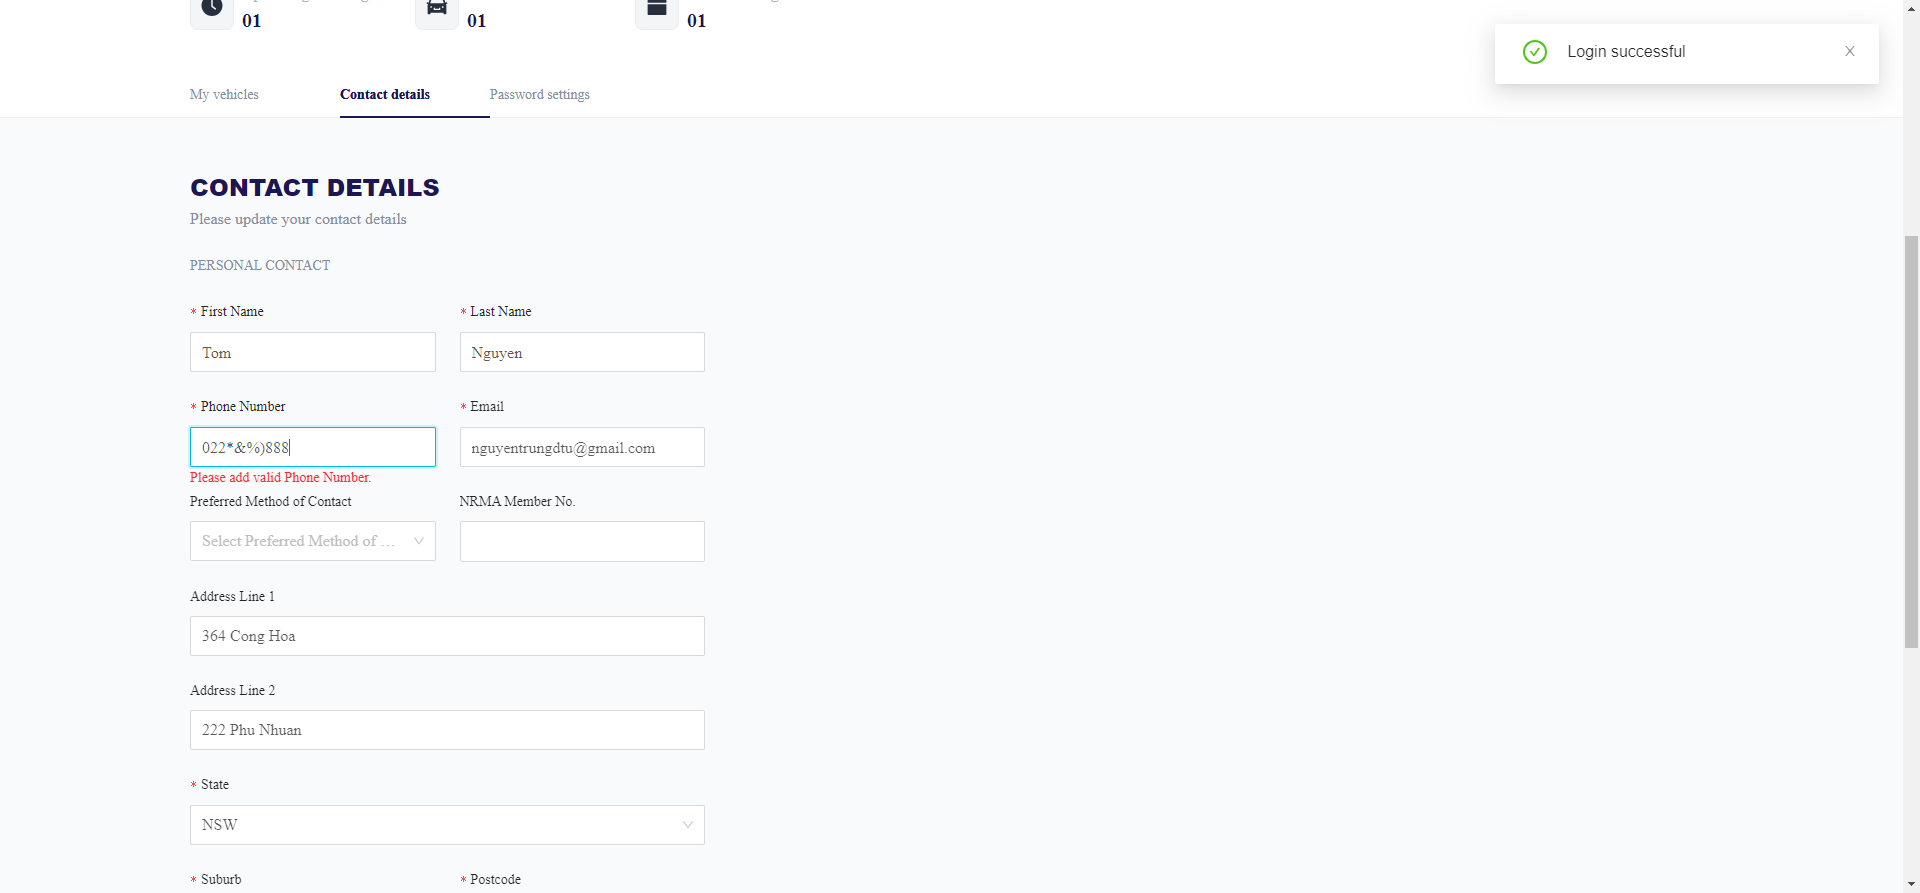 01 01 01
Login successful
My vehicles Contact details Password settings
CONTACT DETAILS
Please update your contact details
PERSONAL CONTACT
* First Name * Last Name
Tom Nguyen
* Phone Number * Email
022*&%)888 nguyentrungdtu@gmail.com
Please add valid Phone Number.
Preferred Method of Contact NRMA Member No.
Select Preferred Method of ...
Address Line 1
364 Cong Hoa
Address Line 2
222 Phu Nhuan
* State
NSW
* Suburb * Postcode